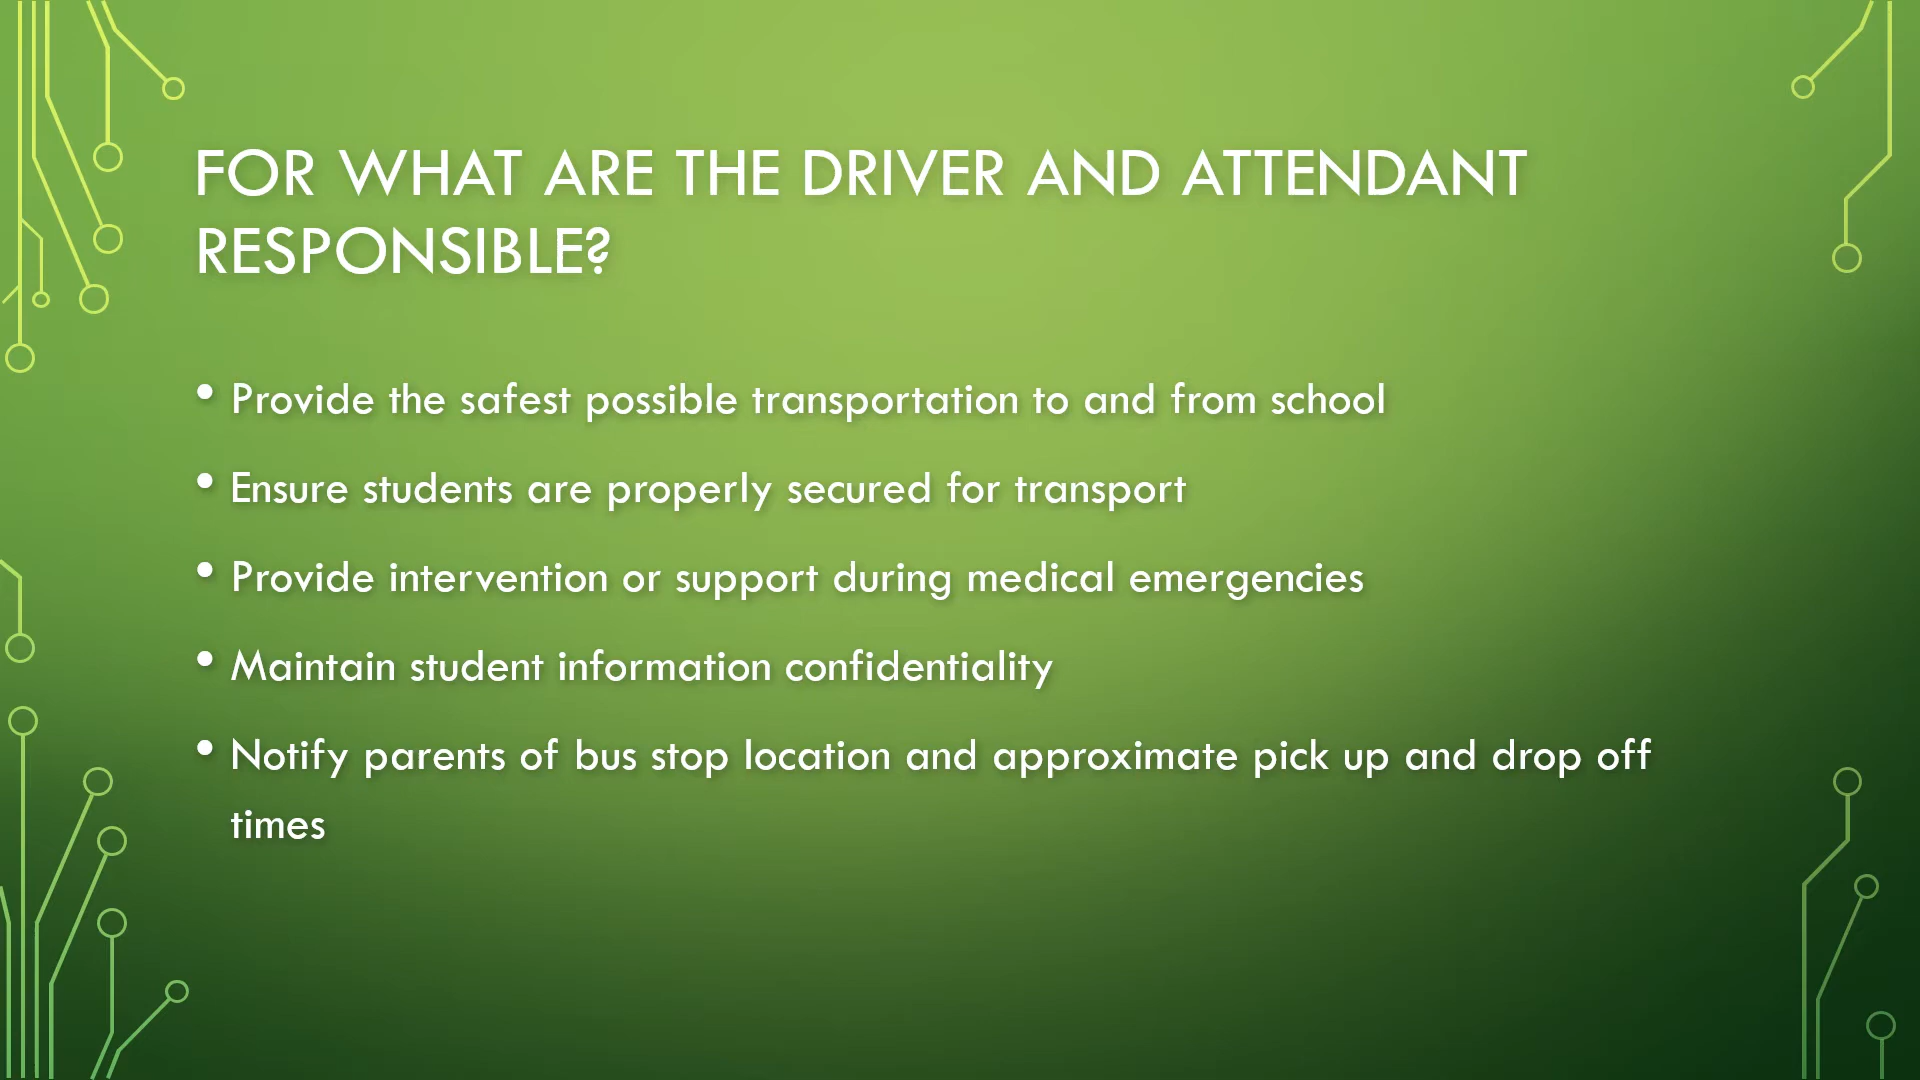 FOR WHAT ARE THE DRIVER AND ATTENDANT
RESPONSIBLE?
• Provide the safest possible transportation to and from school
• Ensure students are properly secured for transport
• Provide intervention or support during medical emergencies
• Maintain student information confidentiality
• Notify parents of bus stop location and approximate pick up and drop off
times